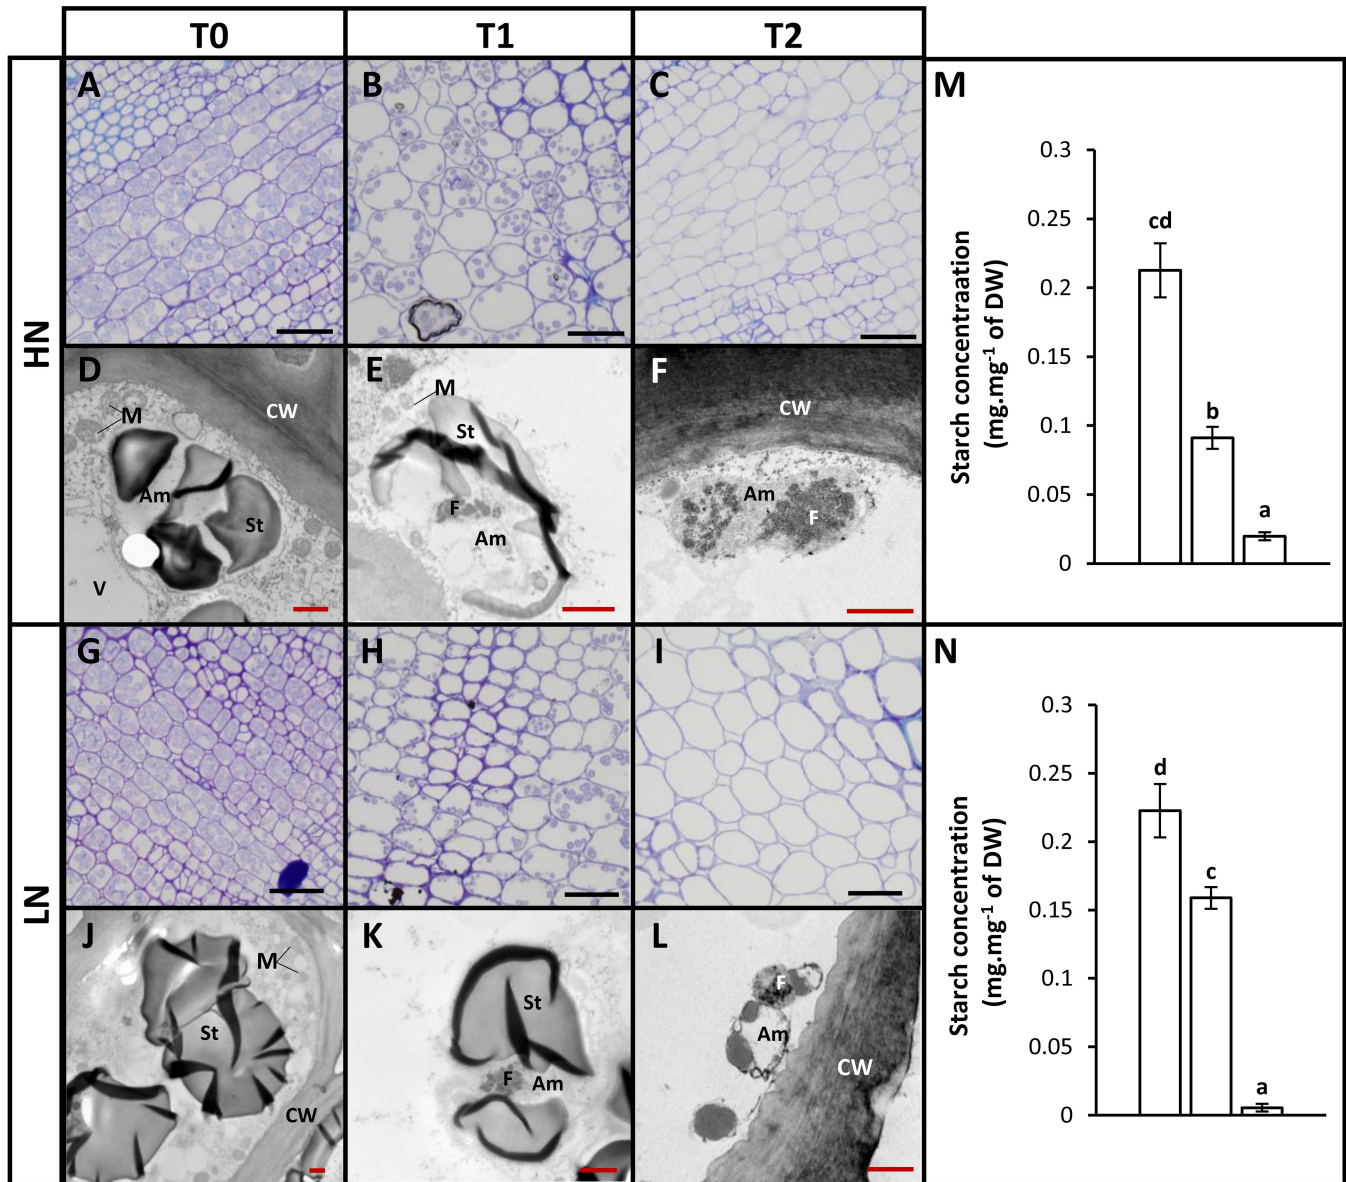 T0
T1
T2
HN
A
B
C
M
0.3
0.25
0.2
0.15
0.1
0.05
0
Starch concentraation
(mg.mg-1 of DW)
cd
b
a
D
M
CW
Am
St
V
E
M
St
F
Am
F
CW
Am
F
LN
G
H
I
N
0.3
0.25
0.2
0.15
0.1
0.05
0
Starch concentration
(mg.mg-1 of DW)
d
c
a
J
M
St
CW
K
St
F
Am
L
F
Am
CW